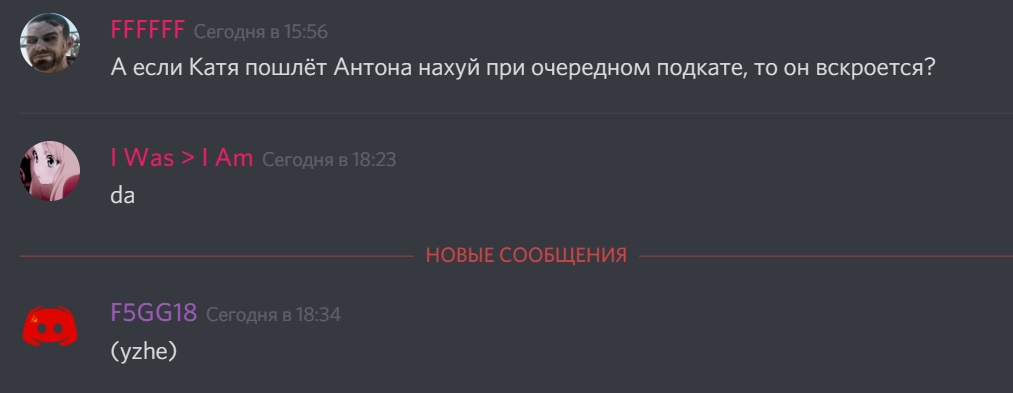 FFFFFF Сегодня в 15:56
А если Катя пошлёт Антона нахуй при очередном подкате, то он вскроется?
I Was > I Am Сегодня в 18:23
da
НОВЫЕ СООБЩЕНИЯ
F5GG18 Сегодня в 18:34
(yzhe)